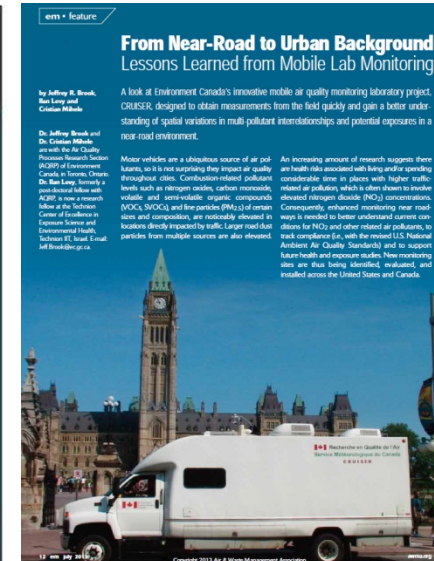 em • feature
From Near-Road to Urban Background
Lessons Learned from Mobile Lab Monitoring
by Jeffrey R. Brook,
Ilan Levy and
Cristian Mihele
Dr. Jeffrey Brook and
Dr. Cristian Mihele
are with the Air Quality
Processes Research Section
(AQRP) of Environment
Canada, in Toronto, Ontario.
Dr. Ilan Levy, formerly a
post-doctoral fellow with
AQRP, is now a research
fellow at the Technion
Center of Excellence in
Exposure Science and
Environmental Health,
Technion IIT, Israel. E-mail:
Jeff.Brook@ec.gc.ca.
A look at Environment Canada's innovative mobile air quality monitoring laboratory project,
CRUISER, designed to obtain measurements from the field quickly and gain a better under-
standing of spatial variations in multi-pollutant interrelationships and potential exposures in a
near-road environment.
Motor vehicles are a ubiquitous source of air pol-
lutants, so it is not surprising they impact air quality
throughout cities. Combustion-related pollutant
levels such as nitrogen oxides, carbon monoxide,
volatile and semi-volatile organic compounds
(VOCs, SVOCs), and fine particles (PM2.5) of certain
sizes and composition, are noticeably elevated in
locations directly impacted by traffic. Larger road dust
particles from multiple sources are also elevated.
An increasing amount of research suggests there
are health risks associated with living and/or spending
considerable time in places with higher traffic-
related air pollution, which is often shown to involve
elevated nitrogen dioxide (NO2) concentrations.
Consequently, enhanced monitoring near road-
ways is needed to better understand current con-
ditions for NO2 and other related air pollutants, to
track compliance (i.e., with the revised U.S. National
Ambient Air Quality Standards) and to support
future health and exposure studies. New monitoring
sites are thus being identified, evaluated, and
installed across the United States and Canada.
Recherche en Qualité de l'Air
Service Météorologique du Canada
CRUISER
12 em july 2013
Copyright 2013 Air & Waste Management Association
awma.org